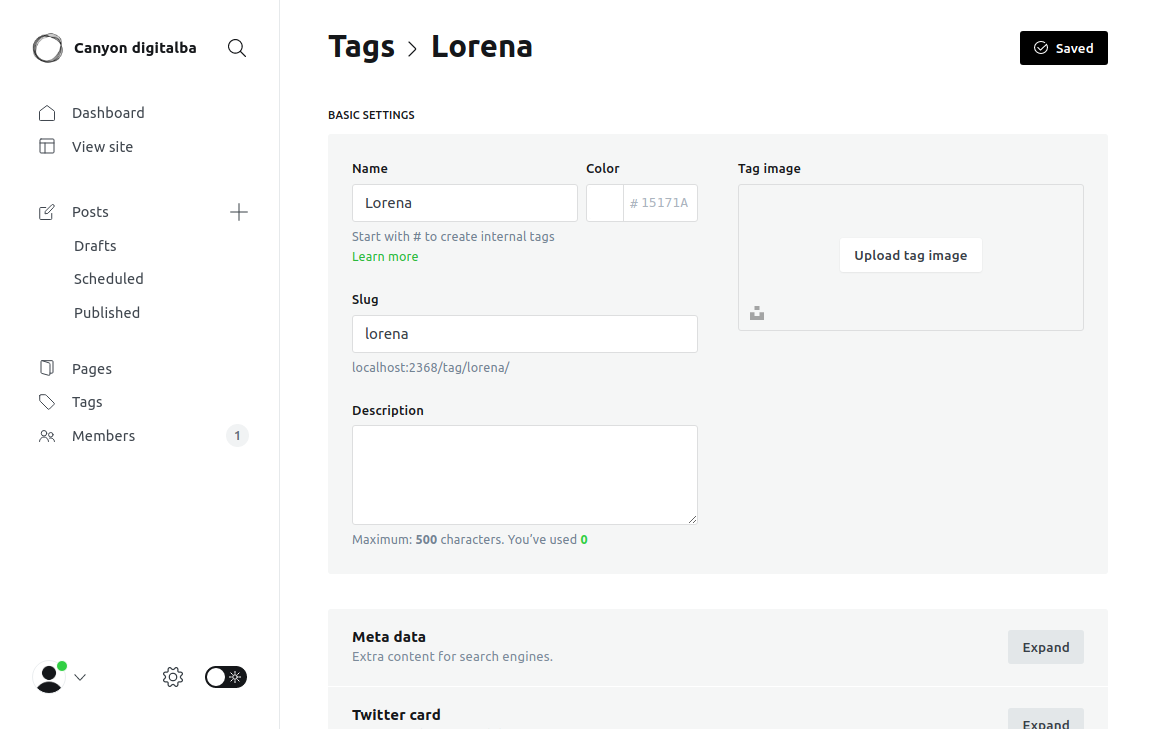 Canyon digitalba
Dashboard
View site
Posts
Drafts
Scheduled
Published
Pages
Tags
Members 1
Tags > Lorena
Saved
BASIC SETTINGS
Name
Lorena
Start with # to create internal tags
Learn more
Color
# 15171A
Slug
lorena
localhost:2368/tag/lorena/
Description
Maximum: 500 characters. You’ve used 0
Tag image
Upload tag image
Meta data
Extra content for search engines.
Expand
Twitter card
Expand